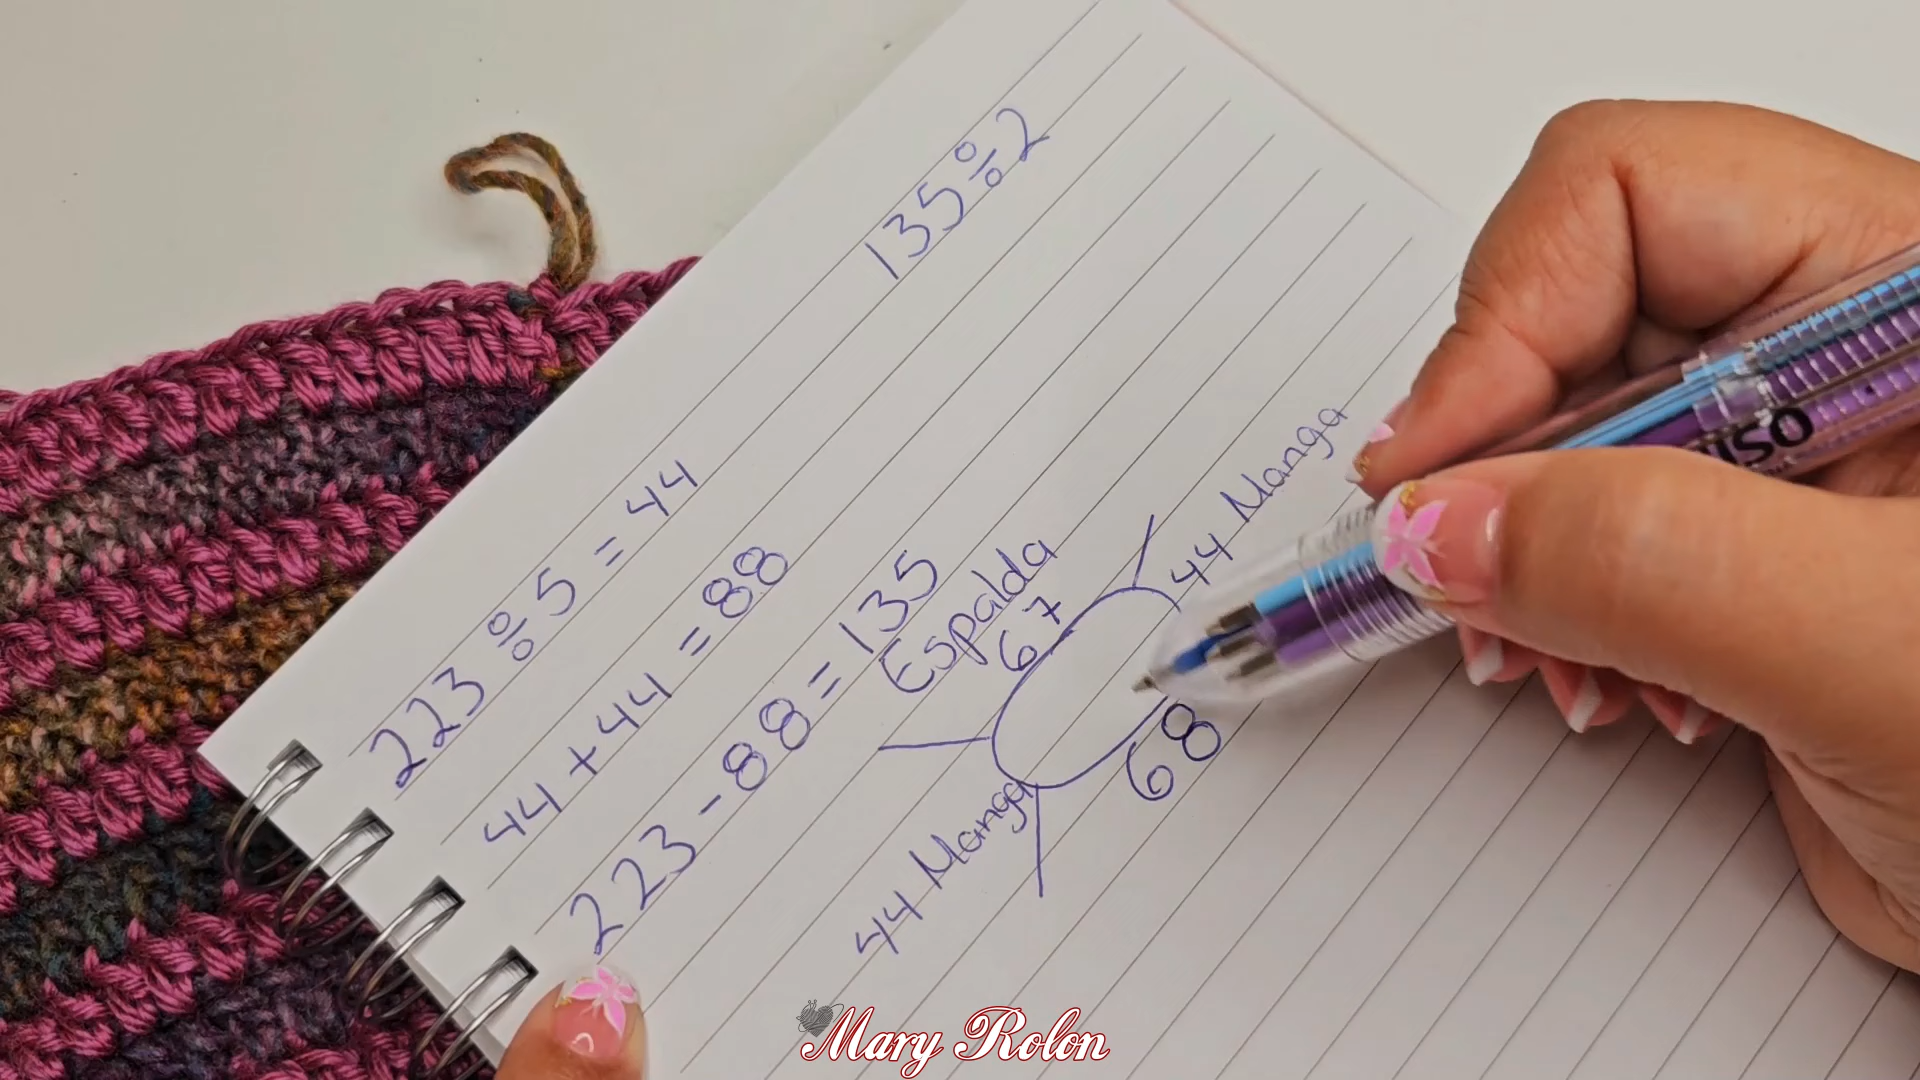 135 ÷ 2
223 ÷ 5 = 44
44 + 44 = 88
223 - 88 = 135
Espalda
67
44 Manga
68
44 Manga
OSIO
Mary Rolon